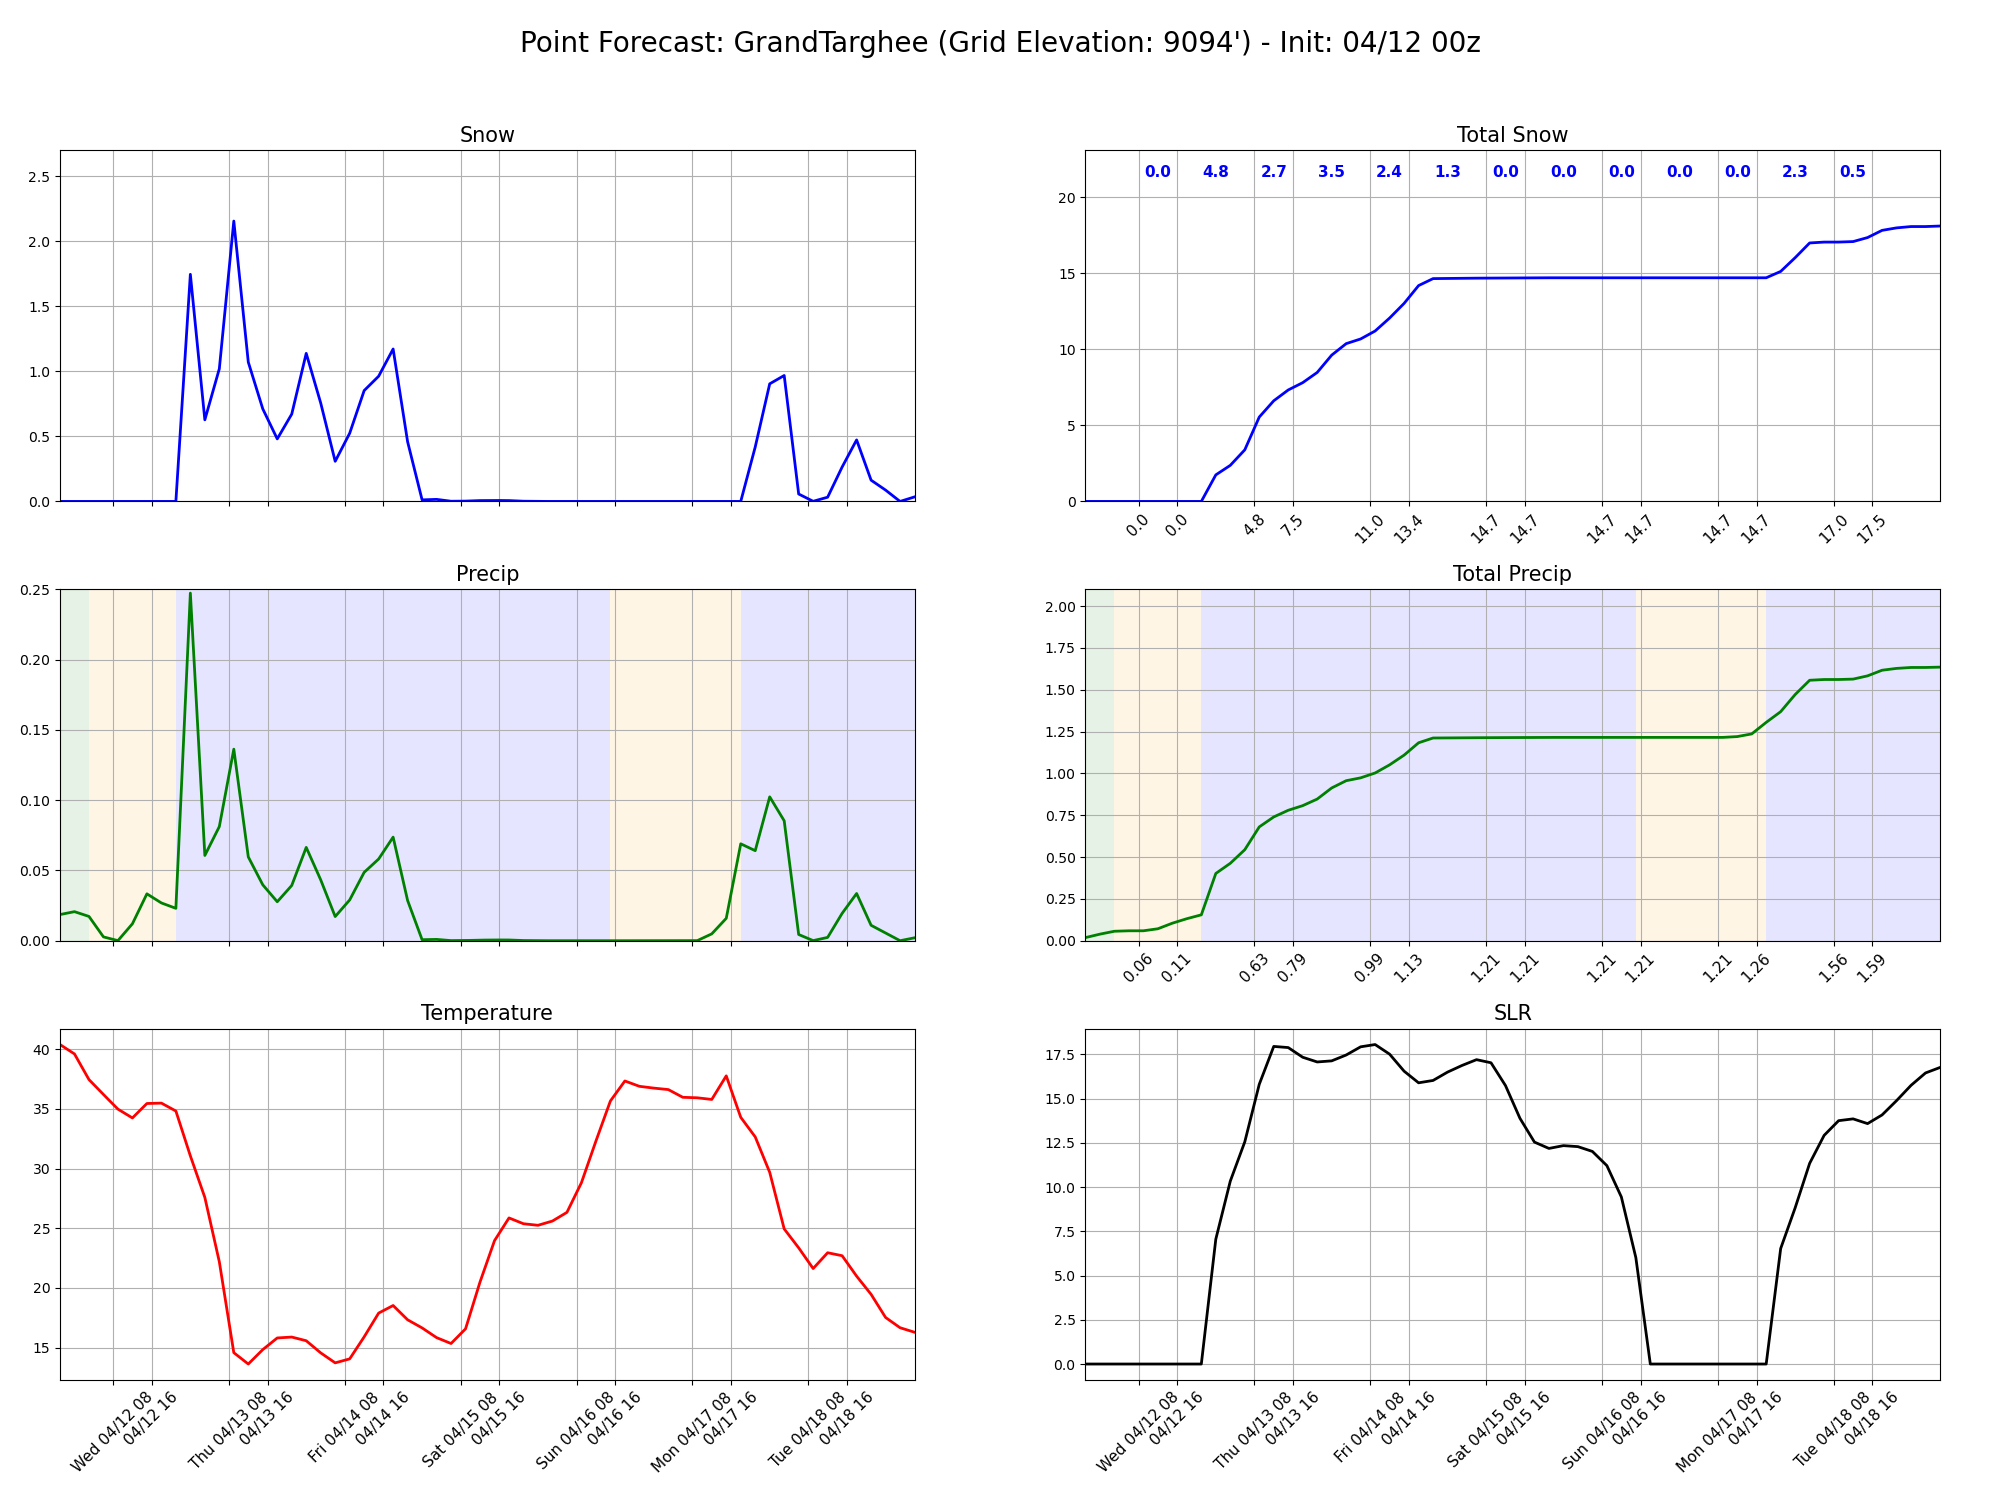 Point Forecast: GrandTarghee (Grid Elevation: 9094') - Init: 04/12 00z
Snow
2.5
2.0
1.5
1.0
0.5
0.0
Total Snow
0.0 4.8 2.7 3.5 2.4 1.3 0.0 0.0 0.0 0.0 0.0 2.3 0.5
20
15
10
5
0
0.0 0.0 4.8 7.5 11.0 13.4 14.7 14.7 14.7 14.7 14.7 14.7 17.0 17.5
Precip
0.25
0.20
0.15
0.10
0.05
0.00
Total Precip
2.00
1.75
1.50
1.25
1.00
0.75
0.50
0.25
0.00
0.06 0.11 0.63 0.79 0.99 1.13 1.21 1.21 1.21 1.21 1.21 1.26 1.56 1.59
Temperature
40
35
30
25
20
15
Wed 04/12 08
04/12 16
Thu 04/13 08
04/13 16
Fri 04/14 08
04/14 16
Sat 04/15 08
04/15 16
Sun 04/16 08
04/16 16
Mon 04/17 08
04/17 16
Tue 04/18 08
04/18 16
SLR
17.5
15.0
12.5
10.0
7.5
5.0
2.5
0.0
Wed 04/12 08
04/12 16
Thu 04/13 08
04/13 16
Fri 04/14 08
04/14 16
Sat 04/15 08
04/15 16
Sun 04/16 08
04/16 16
Mon 04/17 08
04/17 16
Tue 04/18 08
04/18 16